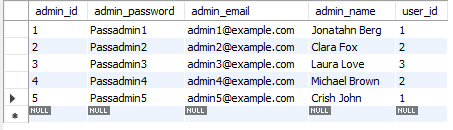 admin_id admin_password admin_email admin_name user_id
1 Passadmin1 admin1@example.com Jonatahn Berg 1
2 Passadmin2 admin2@example.com Clara Fox 2
3 Passadmin3 admin3@example.com Laura Love 3
4 Passadmin4 admin4@example.com Michael Brown 2
5 Passadmin5 admin5@example.com Crish John 1
NULL NULL NULL NULL NULL